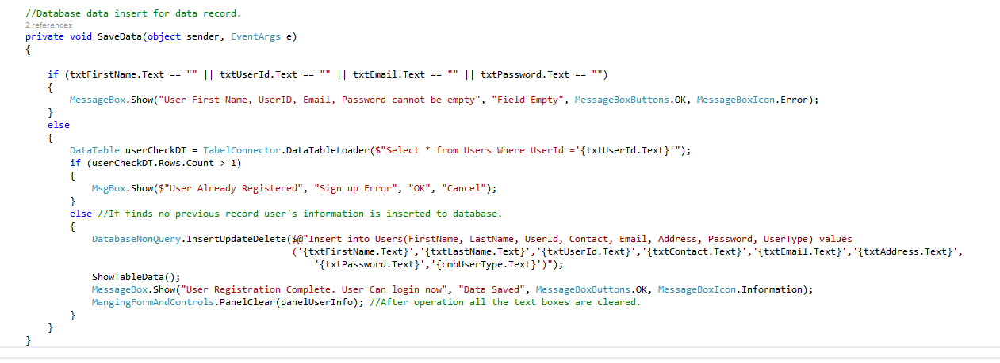 //Database data insert for data record.
2 references
private void SaveData(object sender, EventArgs e)
{
if (txtFirstName.Text == "" || txtUserId.Text == "" || txtEmail.Text == "" || txtPassword.Text == "")
{
MessageBox.Show("User First Name, UserID, Email, Password cannot be empty", "Field Empty", MessageBoxButtons.OK, MessageBoxIcon.Error);
}
else
{
DataTable userCheckDT = TabelConnector.DataTableLoader($"Select * from Users Where UserId ='{txtUserId.Text}'");
if (userCheckDT.Rows.Count > 1)
{
MsgBox.Show($"User Already Registered", "Sign up Error", "OK", "Cancel");
}
else //If finds no previous record user's information is inserted to database.
{
DatabaseNonQuery.InsertUpdateDelete($@"Insert into Users(FirstName, LastName, UserId, Contact, Email, Address, Password, UserType) values
('{txtFirstName.Text}','{txtLastName.Text}','{txtUserId.Text}','{txtContact.Text}','{txtEmail.Text}','{txtAddress.Text}',
'{txtPassword.Text}','{cmbUserType.Text}')");
ShowTableData();
MessageBox.Show("User Registration Complete. User Can login now", "Data Saved", MessageBoxButtons.OK, MessageBoxIcon.Information);
MangingFormAndControls.PanelClear(panelUserInfo); //After operation all the text boxes are cleared.
}
}
}